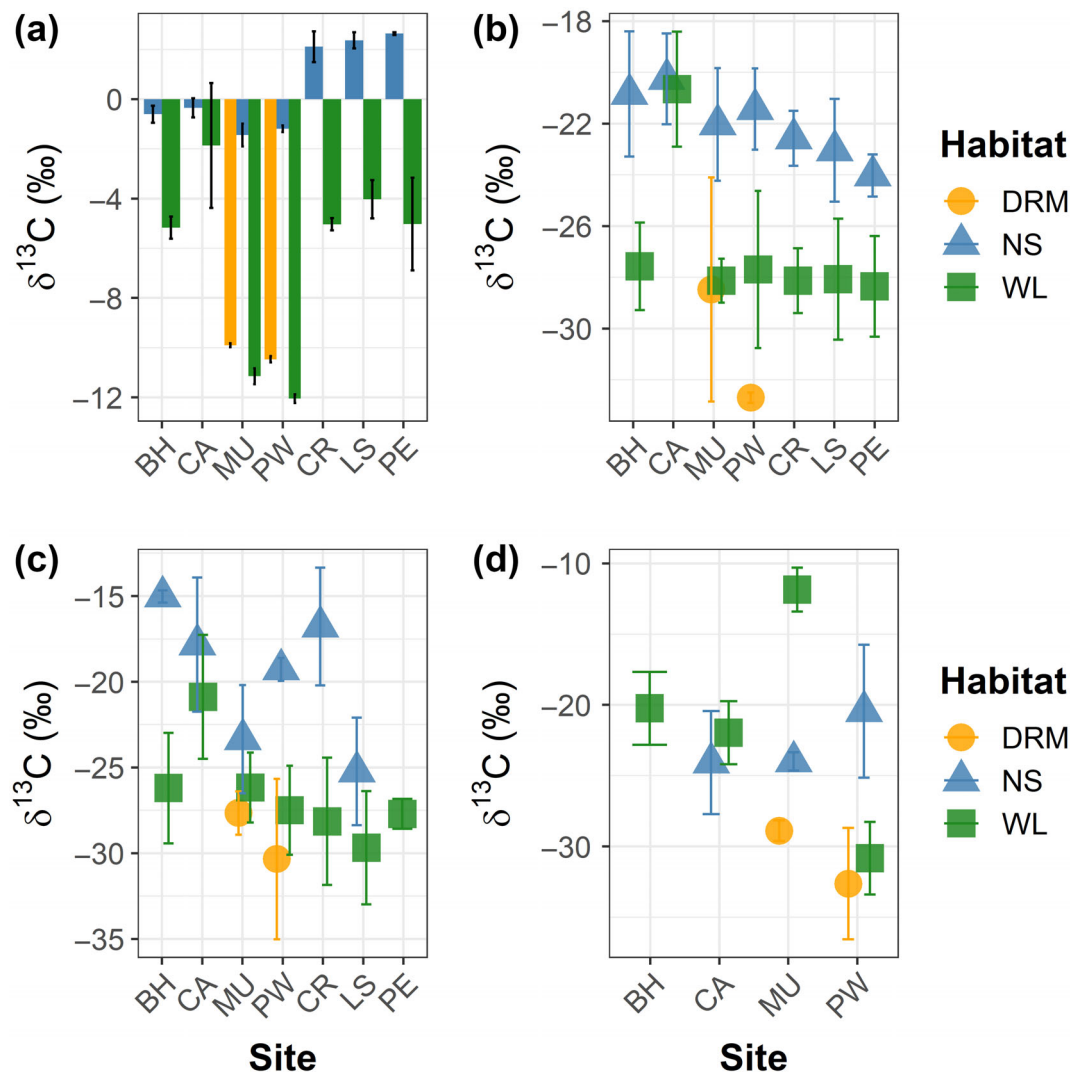 (a)
δ13C (‰)
0
−4
−8
−12
BH CA MU PW CR LS PE
(b)
δ13C (‰)
−18
−22
−26
−30
BH CA MU PW CR LS PE
Habitat
DRM
NS
WL
(c)
δ13C (‰)
−15
−20
−25
−30
−35
BH CA MU PW CR LS PE
Site
(d)
δ13C (‰)
−10
−20
−30
BH CA MU PW
Site
Habitat
DRM
NS
WL